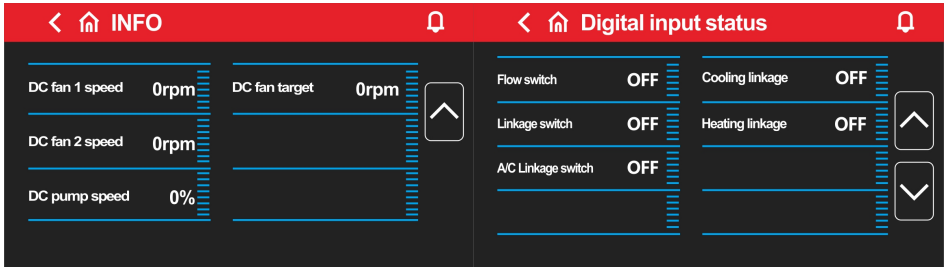 INFO
DC fan 1 speed 0rpm DC fan target 0rpm
DC fan 2 speed 0rpm
DC pump speed 0%
Digital input status
Flow switch OFF Cooling linkage OFF
Linkage switch OFF Heating linkage OFF
A/C Linkage switch OFF